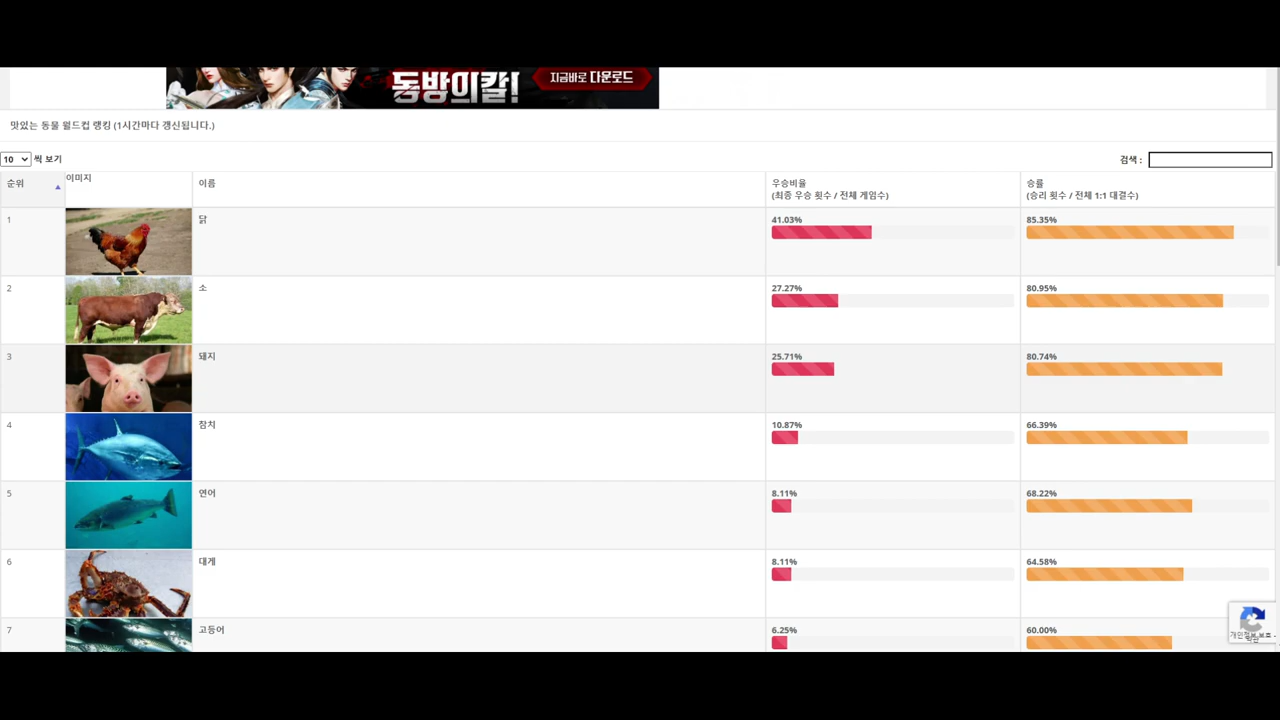 동방의칼!
지금바로 다운로드
맛있는 동물 월드컵 랭킹 (1시간마다 갱신됩니다.)
10 씩 보기
검색 :
순위 이미지 이름 우승비율 승률
(최종 우승 횟수 / 전체 게임수) (승리 횟수 / 전체 1:1 대결수)
1 닭 41.03% 85.35%
2 소 27.27% 80.95%
3 돼지 25.71% 80.74%
4 참치 10.87% 66.39%
5 연어 8.11% 68.22%
6 대게 8.11% 64.58%
7 고등어 6.25% 60.00%
개인정보 보호 -